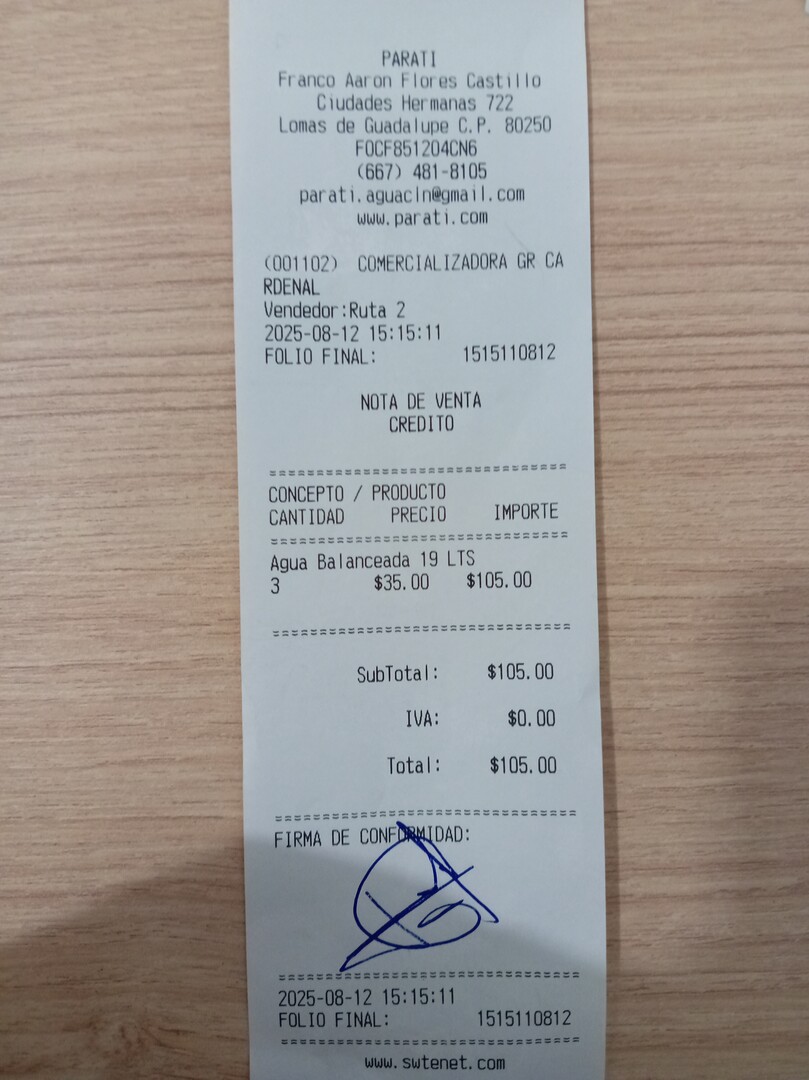 PARATI
Franco Aaron Flores Castillo
Ciudades Hermanas 722
Lomas de Guadalupe C.P. 80250
FOCF851204CN6
(667) 481-8105
parati.aguacln@gmail.com
www.parati.com
(001102) COMERCIALIZADORA GR CA
RDENAL
Vendedor:Ruta 2
2025-08-12 15:15:11
FOLIO FINAL: 1515110812
NOTA DE VENTA
CREDITO
================================
CONCEPTO / PRODUCTO
CANTIDAD PRECIO IMPORTE
================================
Agua Balanceada 19 LTS
3 $35.00 $105.00
================================
SubTotal: $105.00
IVA: $0.00
Total: $105.00
================================
FIRMA DE CONFORMIDAD:
================================
2025-08-12 15:15:11
FOLIO FINAL: 1515110812
================================
www.swtenet.com